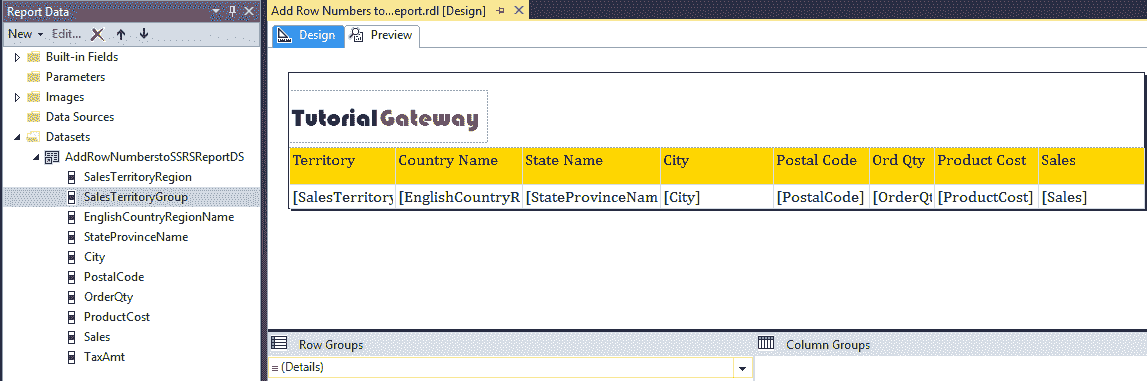 Report Data
New Edit...
Built-in Fields
Parameters
Images
Data Sources
Datasets
AddRowNumberstoSSRSReportDS
SalesTerritoryRegion
SalesTerritoryGroup
EnglishCountryRegionName
StateProvinceName
City
PostalCode
OrderQty
ProductCost
Sales
TaxAmt
Add Row Numbers to...eport.rdl [Design]
Design Preview
TutorialGateway
Territory Country Name State Name City Postal Code Ord Qty Product Cost Sales
[SalesTerritory [EnglishCountryR [StateProvinceNam [City] [PostalCode] [OrderQt [ProductCost] [Sales]
Row Groups Column Groups
(Details)